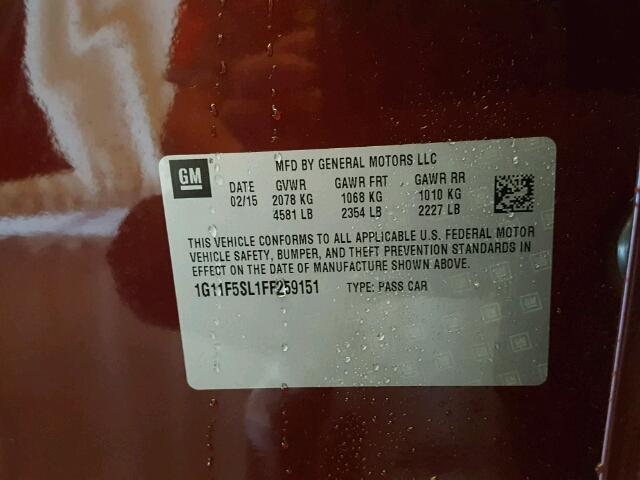 GM
MFD BY GENERAL MOTORS LLC
DATE GVWR GAWR FRT GAWR RR
02/15 2078 KG 1068 KG 1010 KG
4581 LB 2354 LB 2227 LB
THIS VEHICLE CONFORMS TO ALL APPLICABLE U.S. FEDERAL MOTOR
VEHICLE SAFETY, BUMPER, AND THEFT PREVENTION STANDARDS IN
EFFECT ON THE DATE OF MANUFACTURE SHOWN ABOVE.
1G11F5SL1FF259151 TYPE: PASS CAR